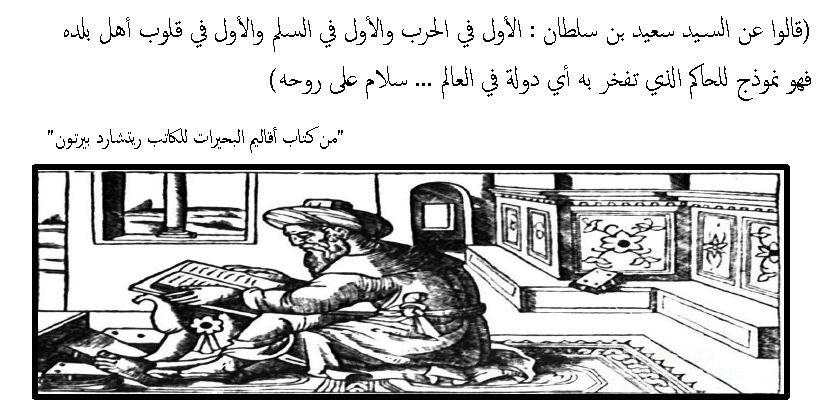 (قالوا عن السيد سعيد بن سلطان : الأول في الحرب والأول في السلم والأول في قلوب أهل بلده
فهو نموذج للحاكم الذي تفخر به أي دولة في العالم ... سلام على روحه)
"من كتاب أقاليم البحيرات للكاتب ريتشارد بيرتون"